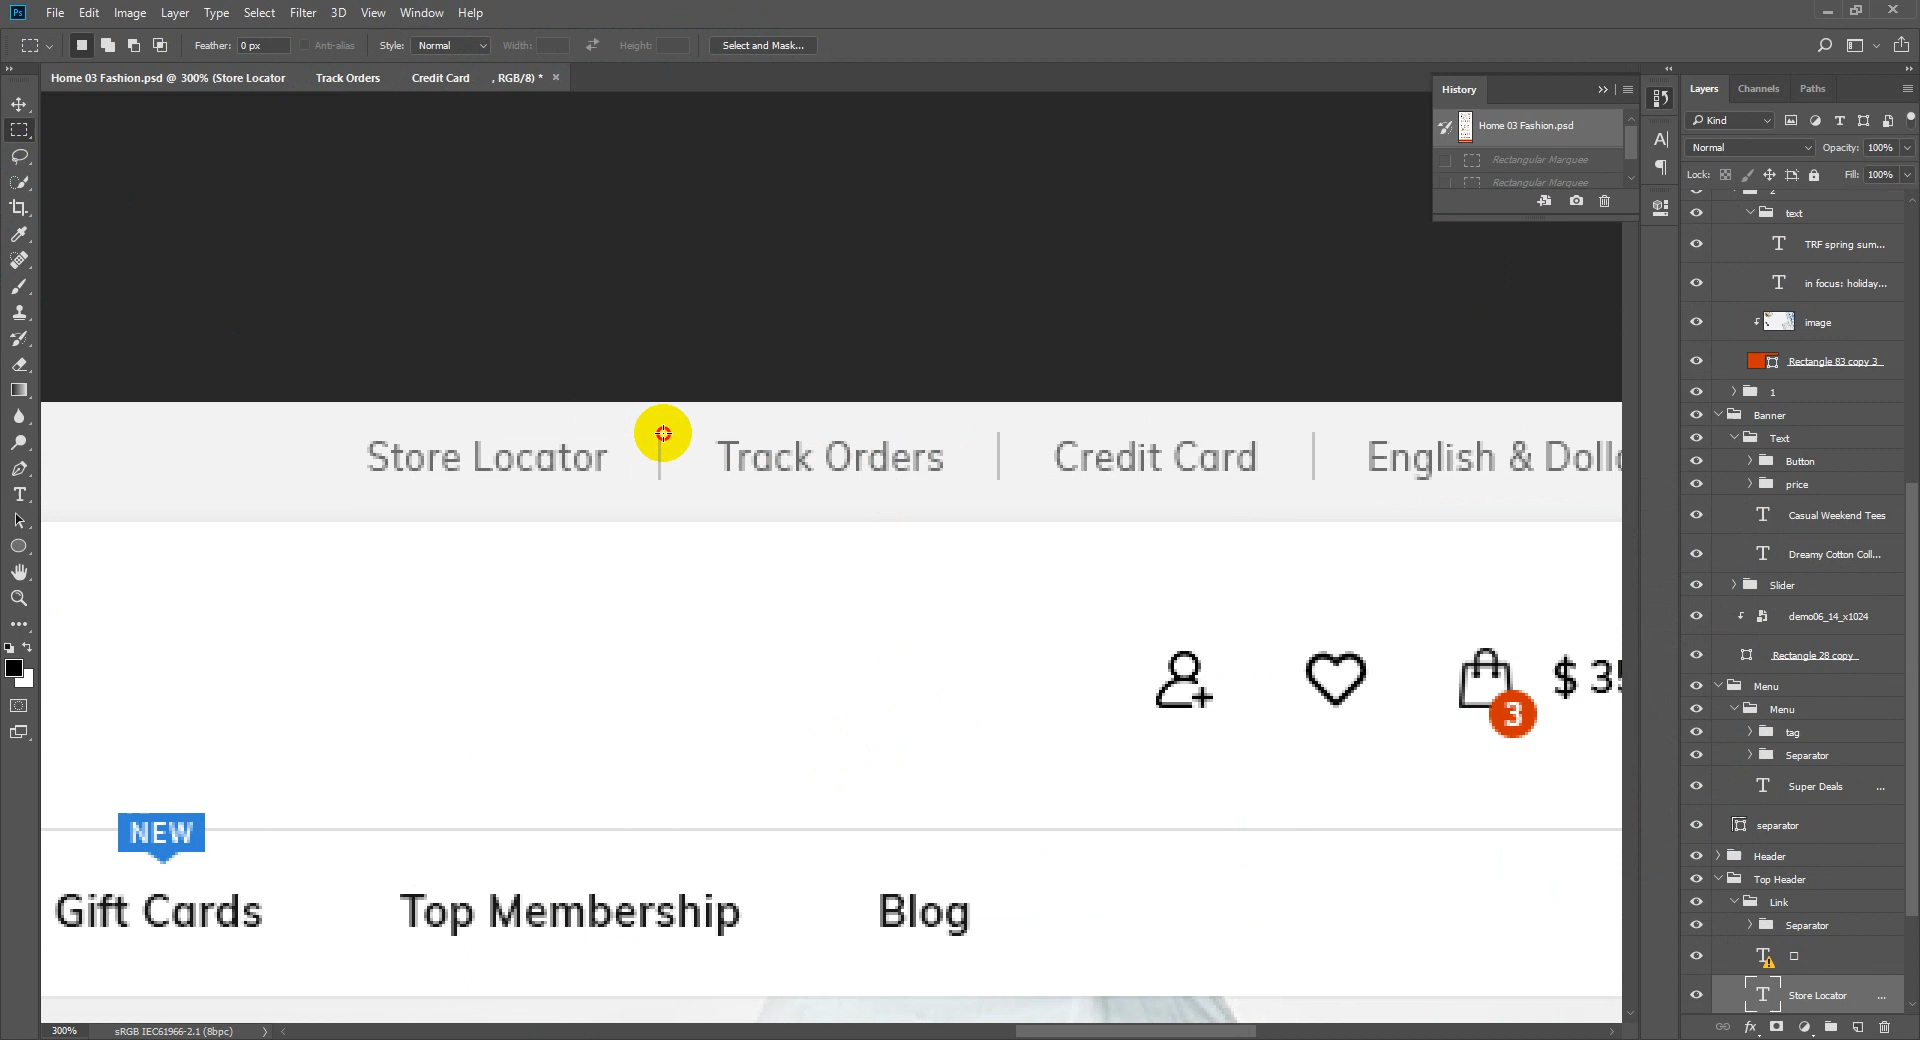 Ps File Edit Image Layer Type Select Filter 3D View Window Help
Feather: 0 px Anti-alias Style: Normal Width: Height: Select and Mask...
Home 03 Fashion.psd @ 300% (Store Locator Track Orders Credit Card , RGB/8) *
History
Home 03 Fashion.psd
Rectangular Marquee
Rectangular Marquee
Layers Channels Paths
Kind
Normal Opacity: 100%
Lock: Fill: 100%
2
text
TRF spring sum...
in focus: holiday...
image
Rectangle 83 copy 3
1
Banner
Text
Button
price
Casual Weekend Tees
Dreamy Cotton Coll...
Slider
demo06_14_x1024
Rectangle 28 copy
Menu
Menu
tag
Separator
Super Deals ...
separator
Header
Top Header
Link
Separator
Store Locator ...
Store Locator Track Orders Credit Card English & Doll
$ 35
3
NEW
Gift Cards Top Membership Blog
300% sRGB IEC61966-2.1 (8bpc)